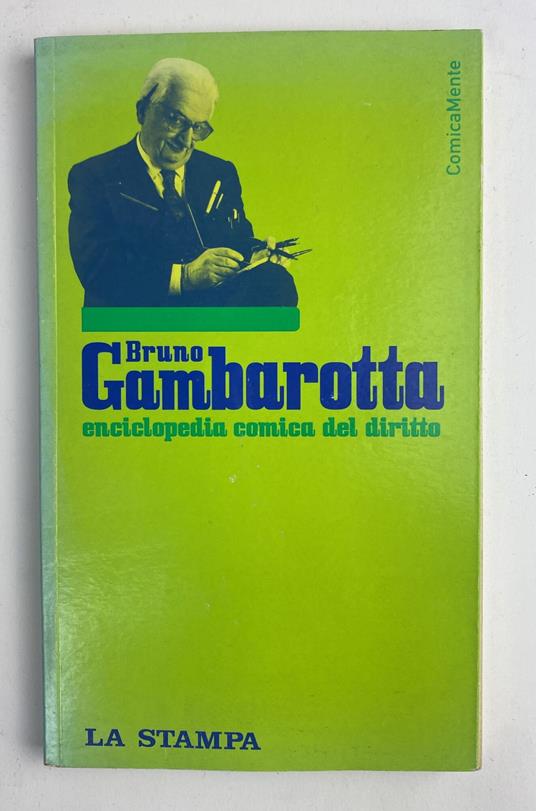 ComicaMente
Bruno
Gambarotta
enciclopedia comica del diritto
LA STAMPA